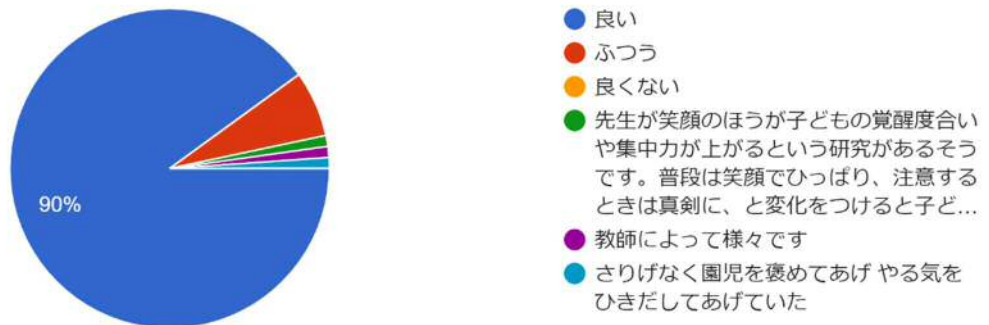 90%
良い
ふつう
良くない
先生が笑顔のほうが子どもの覚醒度合い
や集中力が上がるという研究があるそう
です。普段は笑顔でひっぱり、注意する
ときは真剣に、と変化をつけると子ど...
教師によって様々です
さりげなく園児を褒めてあげ やる気を
ひきだしてあげていた